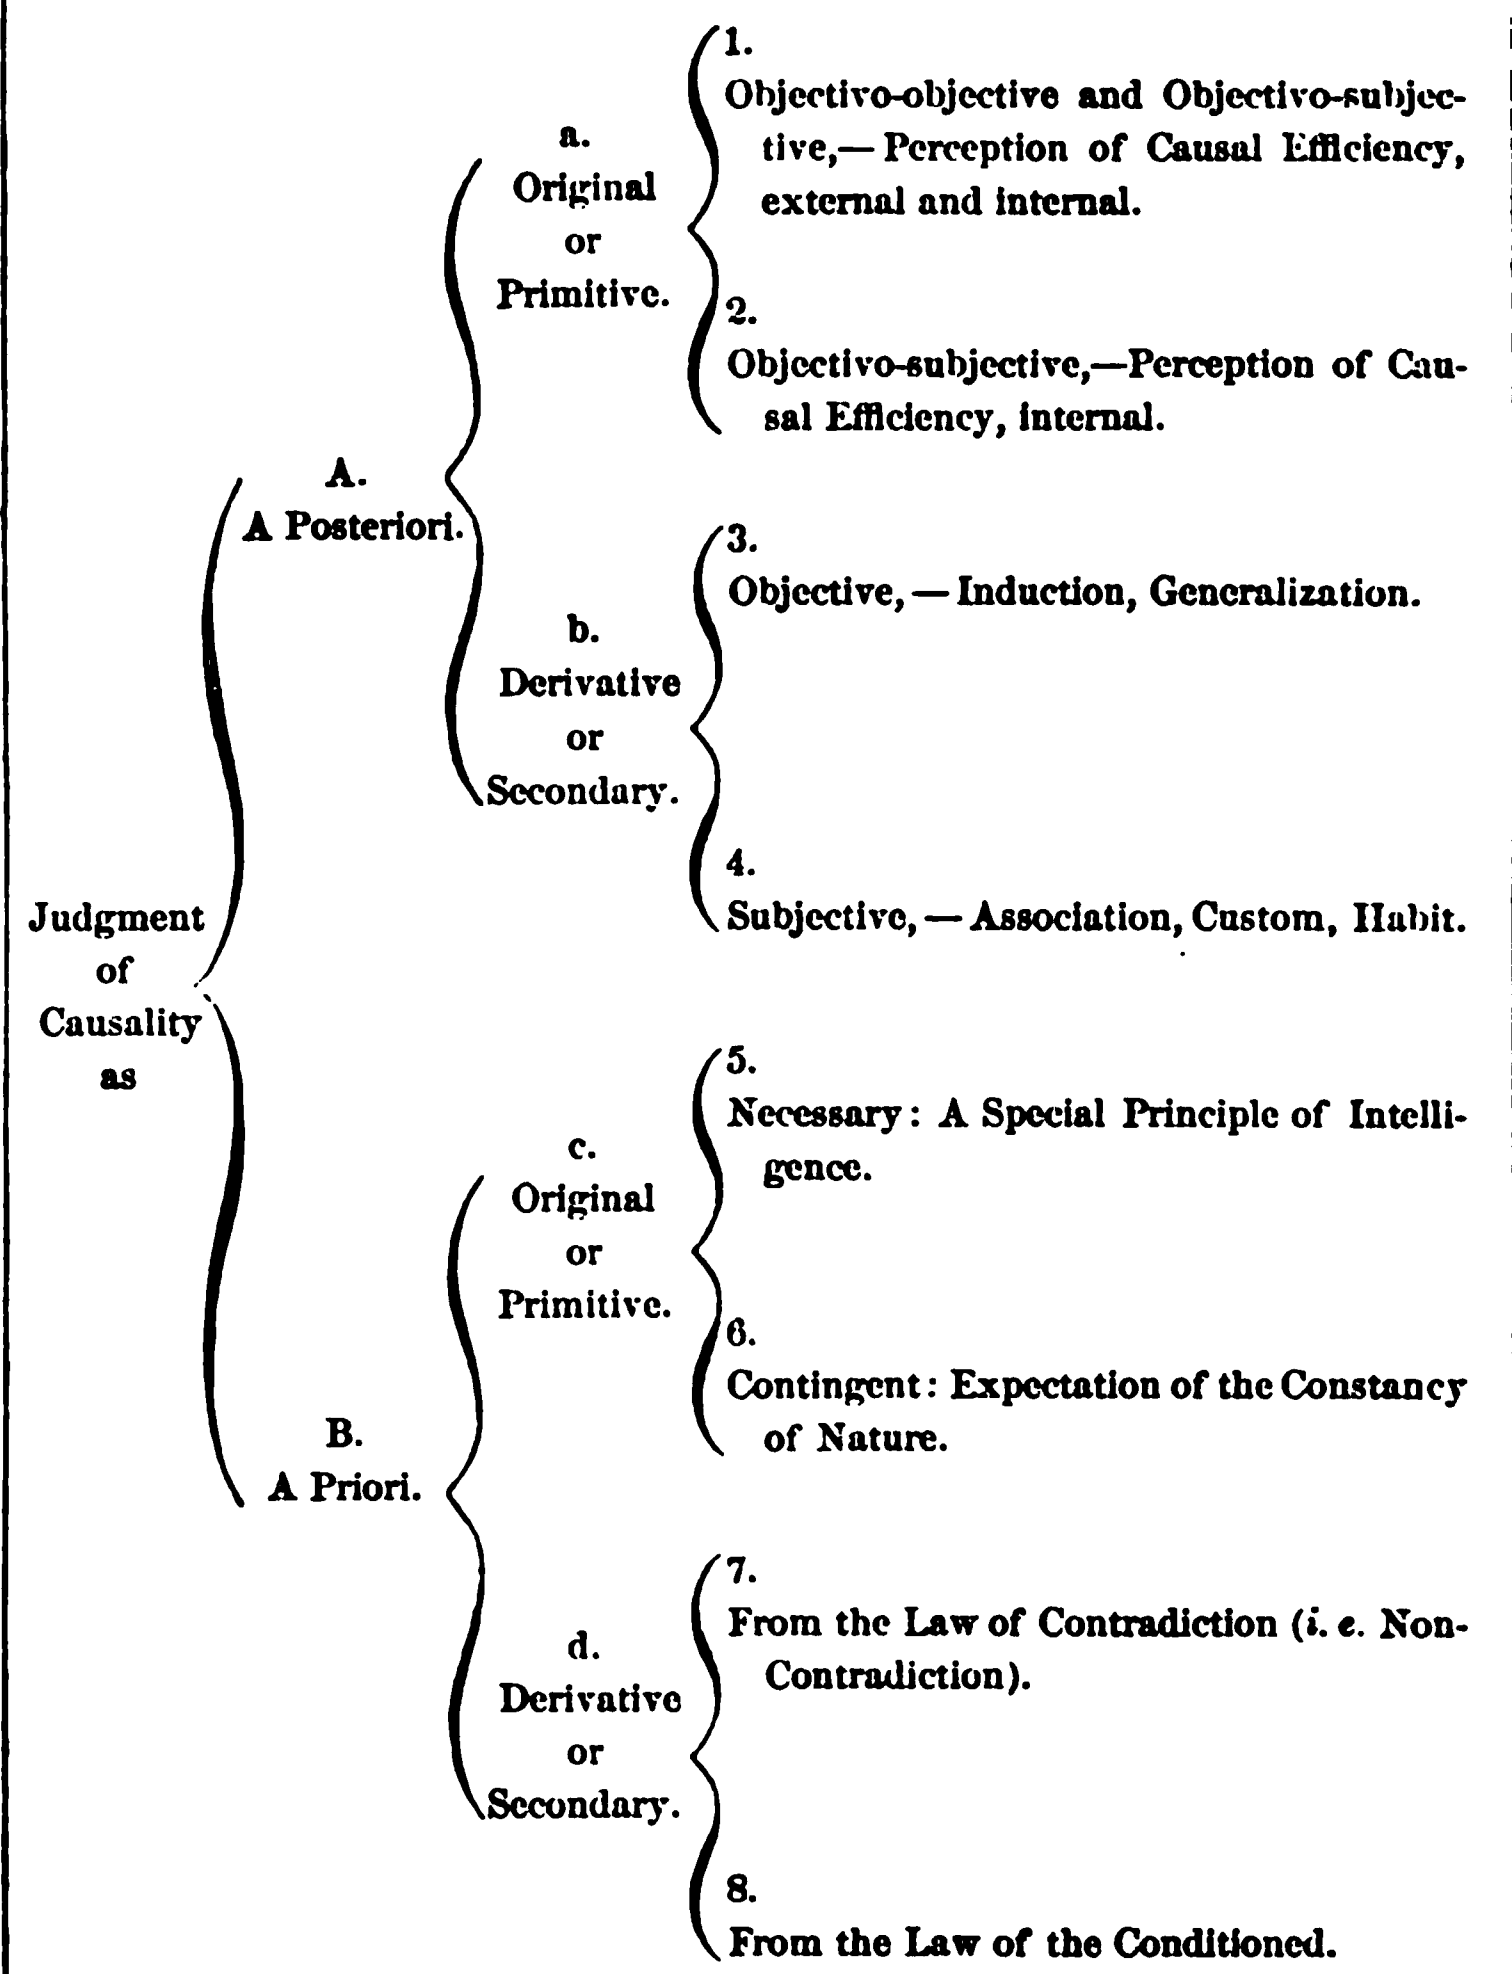 Judgment
of
Causality
as
A.
A Posteriori.
a.
Original
or
Primitive.
1.
Objectivo-objective and Objectivo-subjec-
tive,— Perception of Causal Efficiency,
external and internal.
2.
Objectivo-subjective,—Perception of Cau-
sal Efficiency, internal.
b.
Derivative
or
Secondary.
3.
Objective, — Induction, Generalization.
4.
Subjective, — Association, Custom, Habit.
B.
A Priori.
c.
Original
or
Primitive.
5.
Necessary: A Special Principle of Intelli-
gence.
6.
Contingent: Expectation of the Constancy
of Nature.
d.
Derivative
or
Secondary.
7.
From the Law of Contradiction (i. e. Non-
Contradiction).
8.
From the Law of the Conditioned.